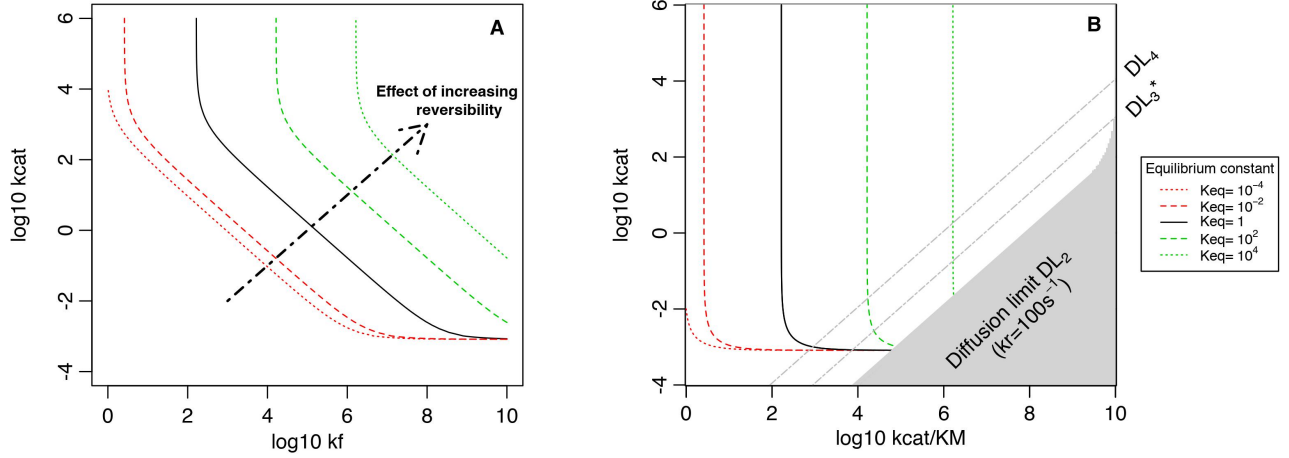 A
Effect of increasing
reversibility
6
4
2
0
-2
-4
0
2
4
6
8
10
log10 kcat
log10 kf
B
6
4
2
0
-2
-4
0
2
4
6
8
10
log10 kcat
log10 kcat/KM
DL4
DL3*
Diffusion limit DL2
(kr=100s⁻¹)
Equilibrium constant
Keq= 10⁻⁴
Keq= 10⁻²
Keq= 1
Keq= 10²
Keq= 10⁴